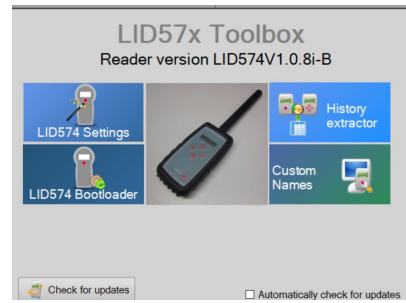 LID57x Toolbox
Reader version LID574V1.0.8i-B
LID574 Settings
History
extractor
LID574 Bootloader
Custom
Names
Check for updates
Automatically check for updates